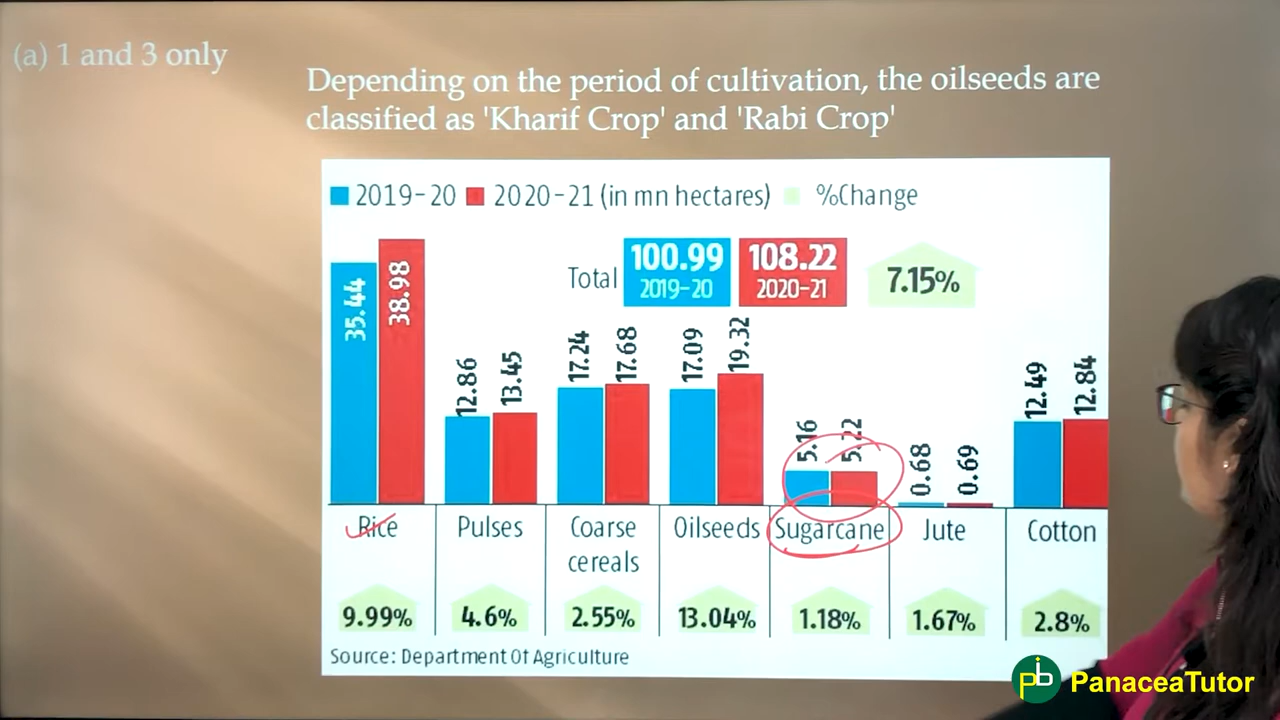 (a) 1 and 3 only
Depending on the period of cultivation, the oilseeds are
classified as 'Kharif Crop' and 'Rabi Crop'
2019-20 2020-21 (in mn hectares) %Change
Total 100.99 2019-20 108.22 2020-21 7.15%
35.44 38.98 12.86 13.45 17.24 17.68 17.09 19.32 5.16 5.22 0.68 0.69 12.49 12.84
Rice Pulses Coarse cereals Oilseeds Sugarcane Jute Cotton
9.99% 4.6% 2.55% 13.04% 1.18% 1.67% 2.8%
Source: Department Of Agriculture
pb PanaceaTutor